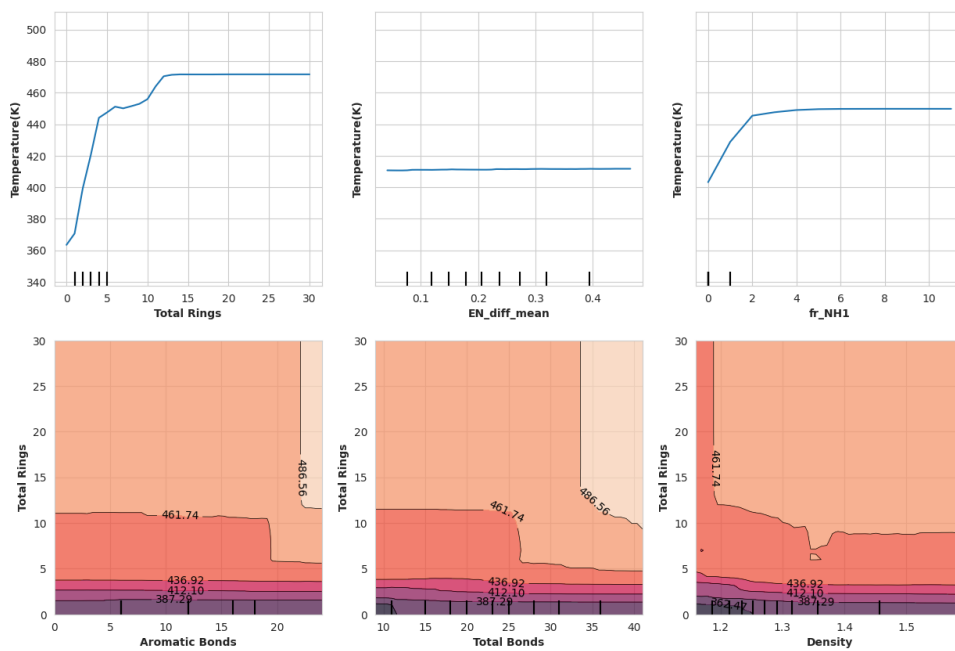 500
480
460
440
420
400
380
360
340
Temperature(K)
0 5 10 15 20 25 30
Total Rings
Temperature(K)
0.1 0.2 0.3 0.4
EN_diff_mean
Temperature(K)
0 2 4 6 8 10
fr_NH1
30
25
20
15
10
5
0
Total Rings
486.56
461.74
436.92
412.10
387.29
0 5 10 15 20
Aromatic Bonds
30
25
20
15
10
5
0
Total Rings
486.56
461.74
436.92
412.10
387.29
10 15 20 25 30 35 40
Total Bonds
30
25
20
15
10
5
0
Total Rings
461.74
436.92
412.10
387.29
362.47
1.2 1.3 1.4 1.5
Density